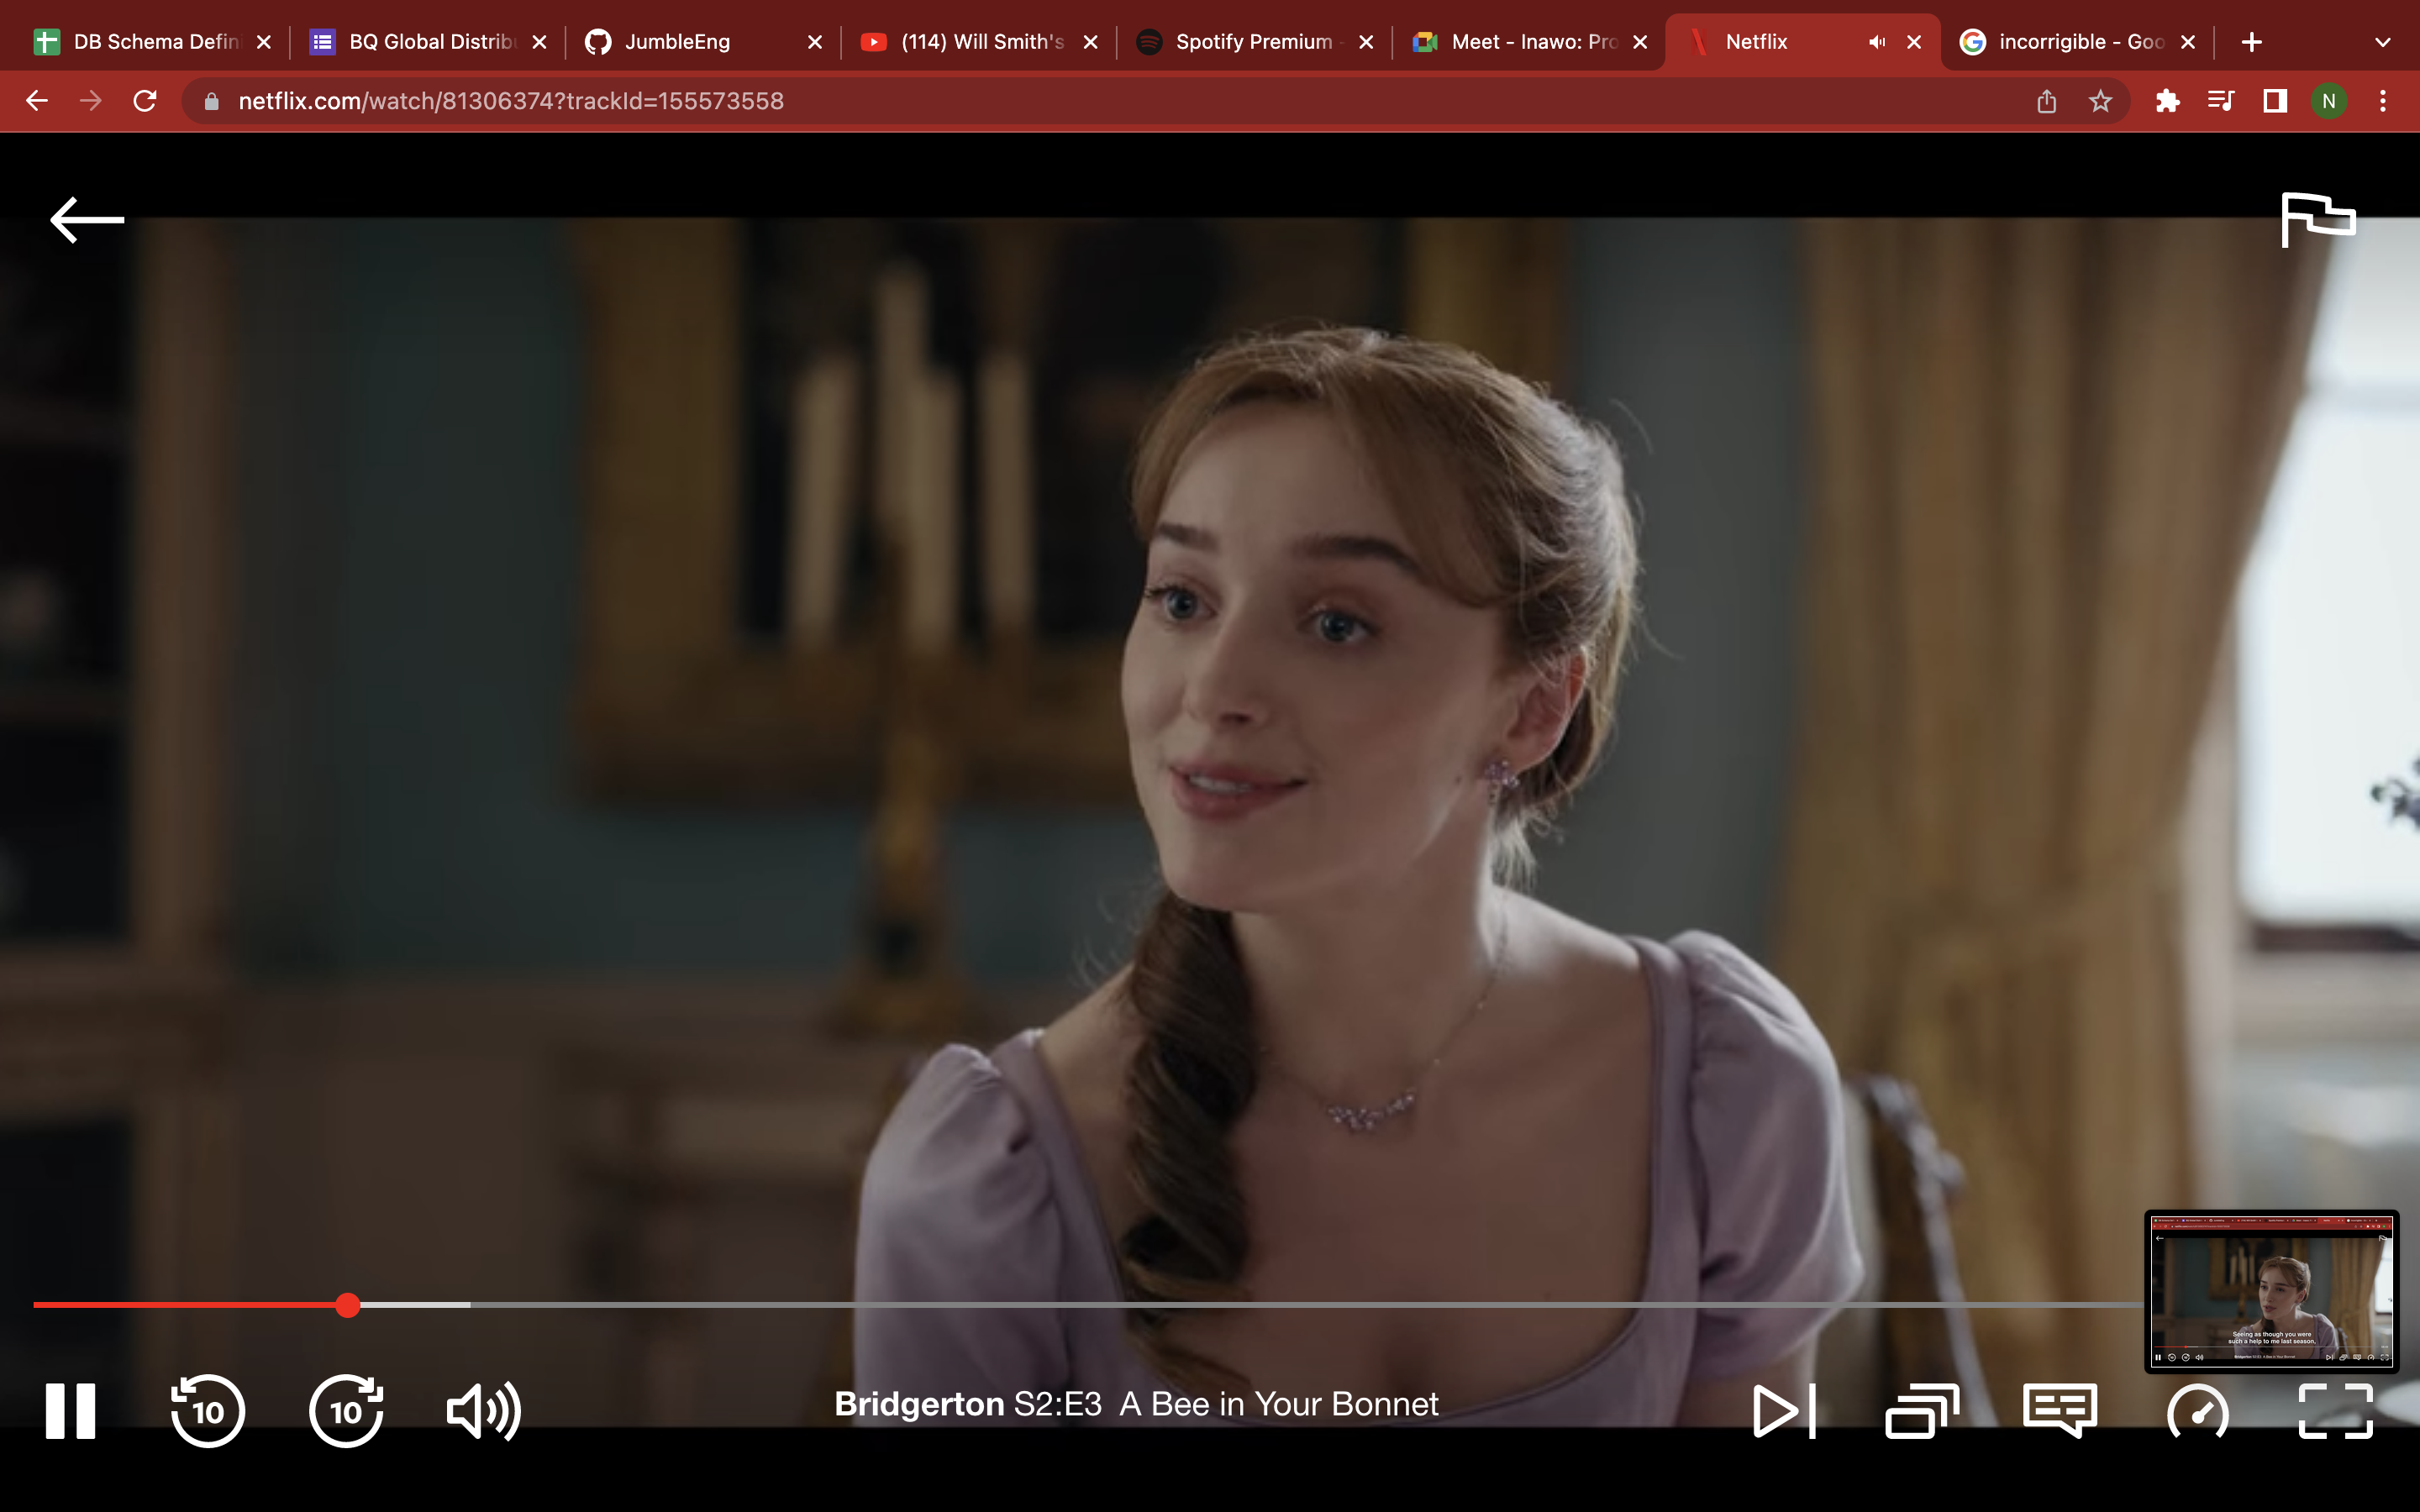 DB Schema Defin
BQ Global Distrib
JumbleEng
(114) Will Smith's
Spotify Premium -
Meet - Inawo: Pro
Netflix
incorrigible - Goo
netflix.com/watch/81306374?trackId=155573558
N
Seeing as though you were
such a help to me last season,
10
10
Bridgerton S2:E3 A Bee in Your Bonnet